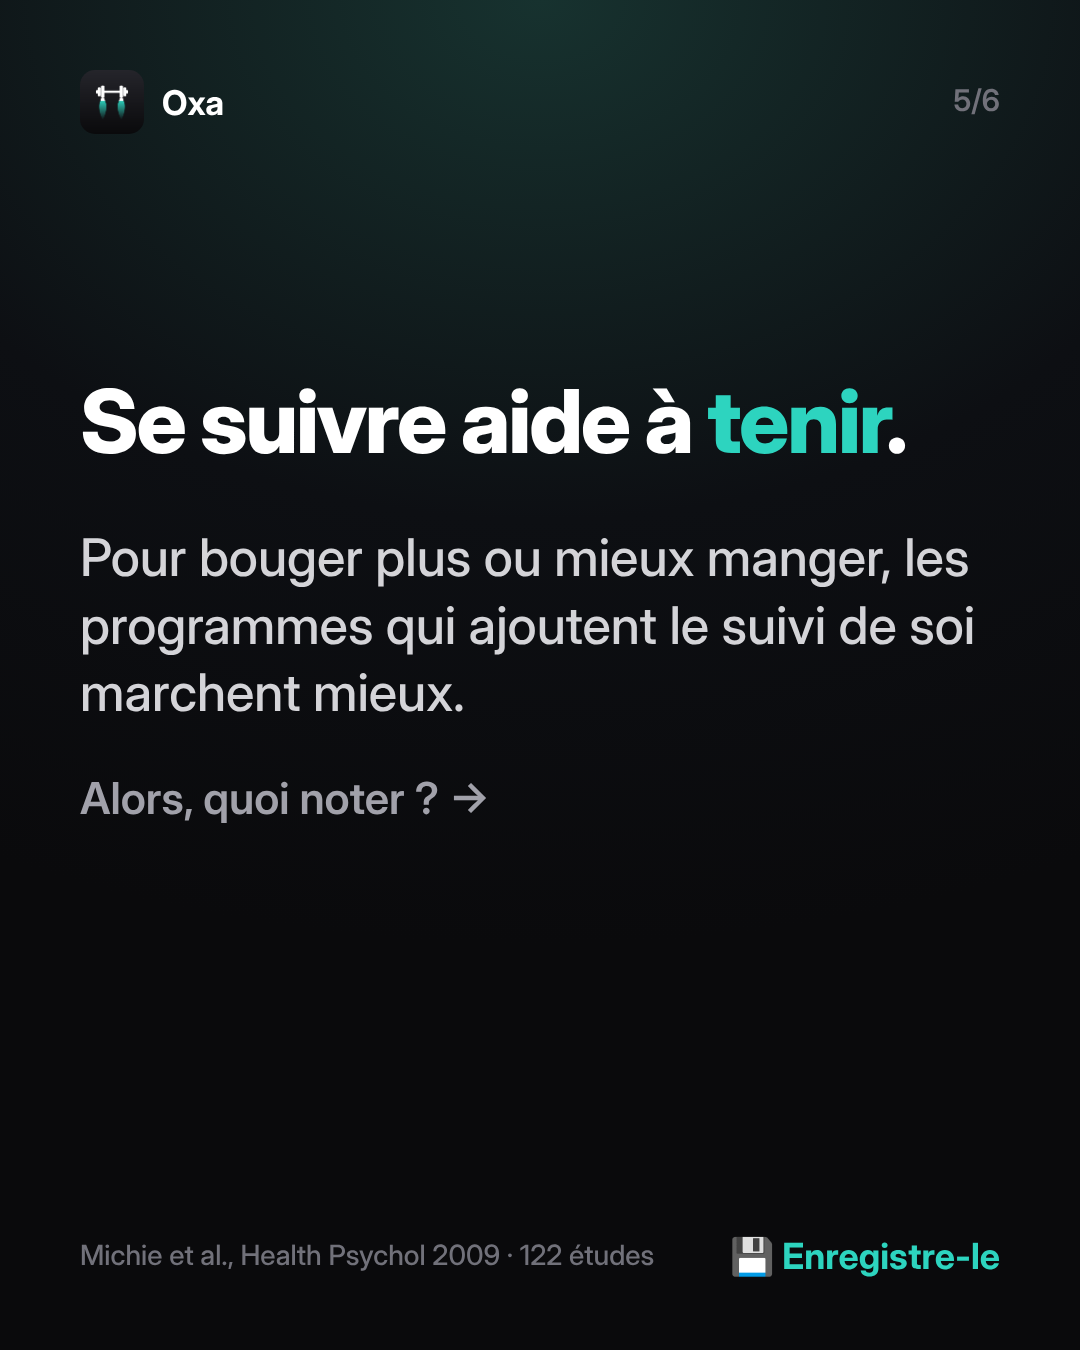 Oxa
5/6
Se suivre aide à tenir.
Pour bouger plus ou mieux manger, les
programmes qui ajoutent le suivi de soi
marchent mieux.
Alors, quoi noter ? →
Michie et al., Health Psychol 2009 · 122 études
💾 Enregistre-le